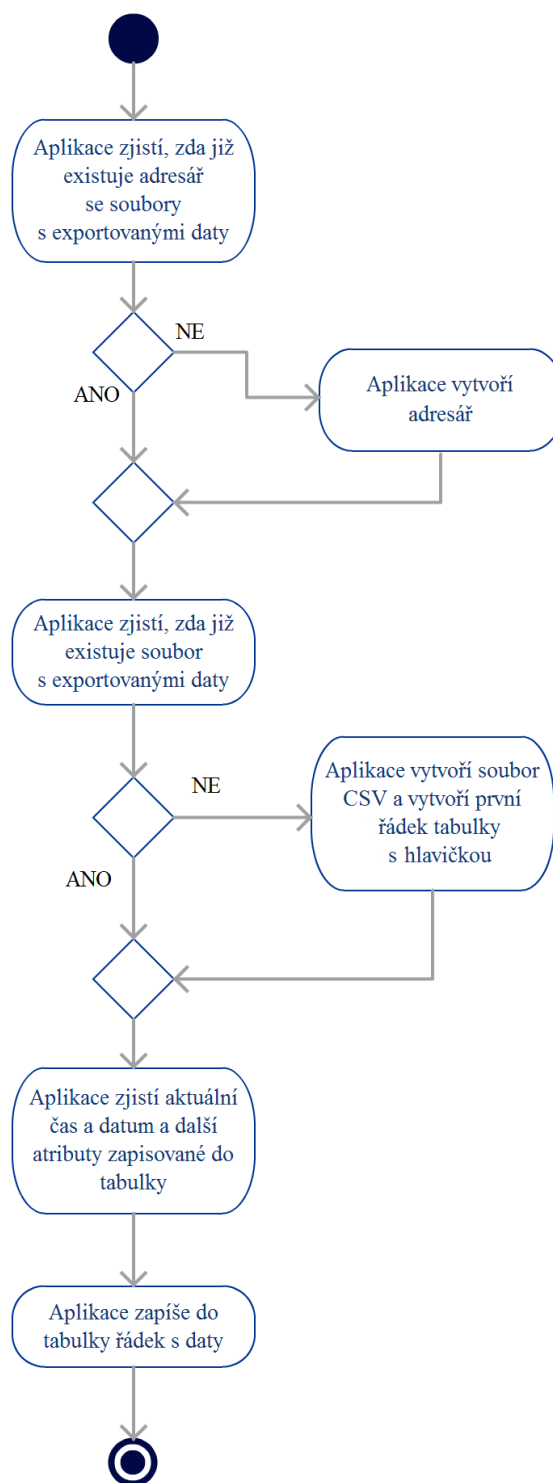 Aplikace zjistí, zda již
existuje adresář
se soubory
s exportovanými daty
NE
ANO
Aplikace vytvoří
adresář
Aplikace zjistí, zda již
existuje soubor
s exportovanými daty
NE
ANO
Aplikace vytvoří soubor
CSV a vytvoří první
řádek tabulky
s hlavičkou
Aplikace zjistí aktuální
čas a datum a další
atributy zapisované do
tabulky
Aplikace zapíše do
tabulky řádek s daty